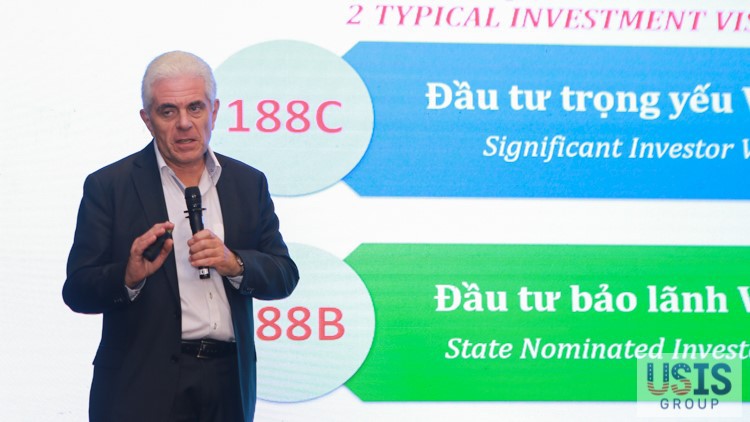 2 TYPICAL INVESTMENT VIS
188C
Đầu tư trọng yếu V
Significant Investor V
88B
Đầu tư bảo lãnh V
State Nominated Invest
USIS
GROUP